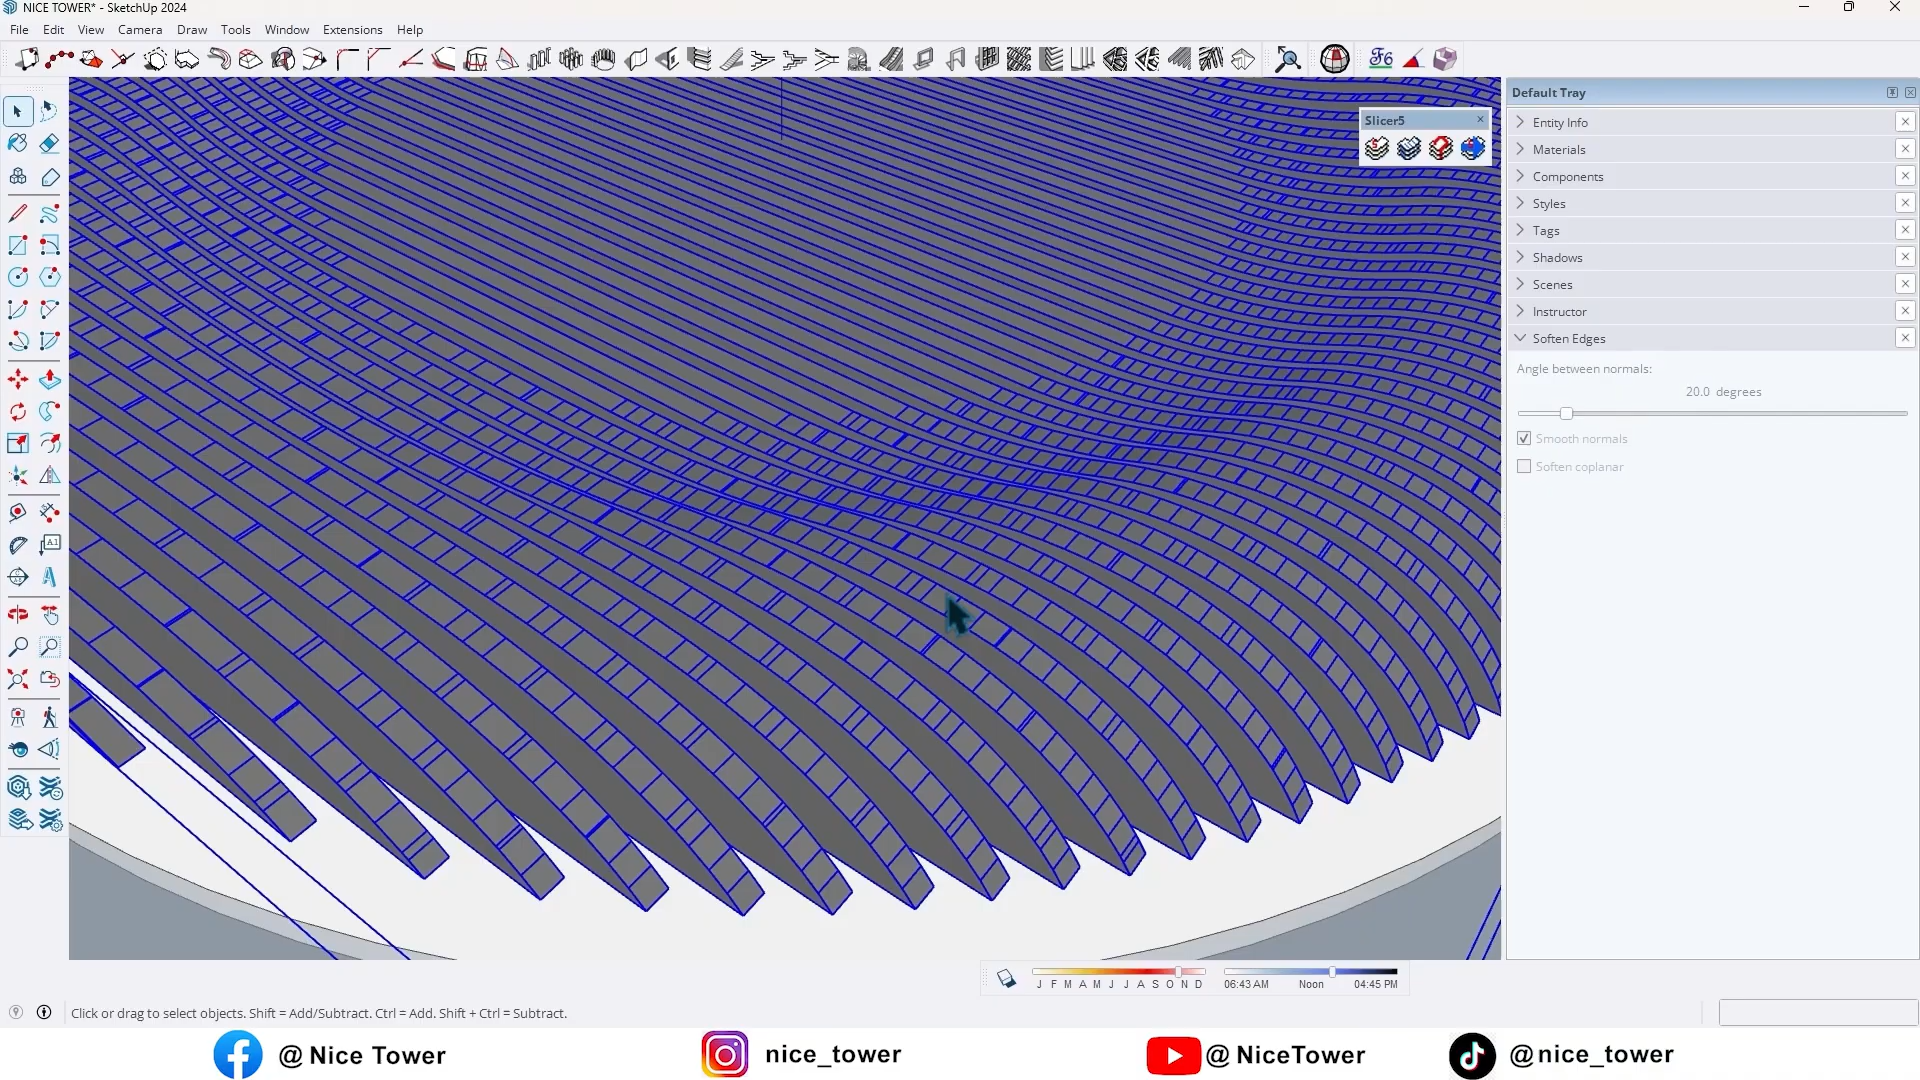 NICE TOWER* - SketchUp 2024
File Edit View Camera Draw Tools Window Extensions Help
Slicer5
Default Tray
Entity Info
Materials
Components
Styles
Tags
Shadows
Scenes
Instructor
Soften Edges
Angle between normals:
20.0 degrees
Smooth normals
Soften coplanar
J F M A M J J A S O N D
06:43 AM Noon 04:45 PM
Click or drag to select objects. Shift = Add/Subtract. Ctrl = Add. Shift + Ctrl = Subtract.
@ Nice Tower
nice_tower
@ NiceTower
@nice_tower